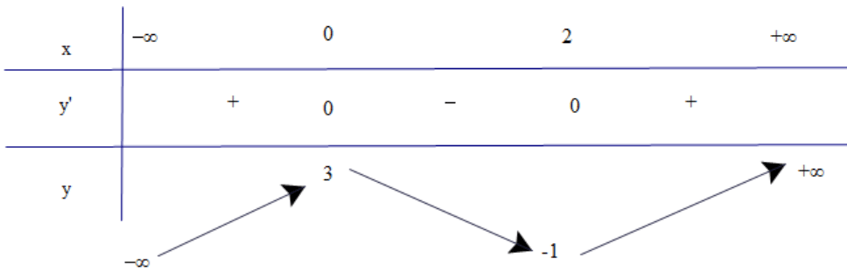 x −∞ 0 2 +∞
y' + 0 − 0 +
y −∞ 3 -1 +∞